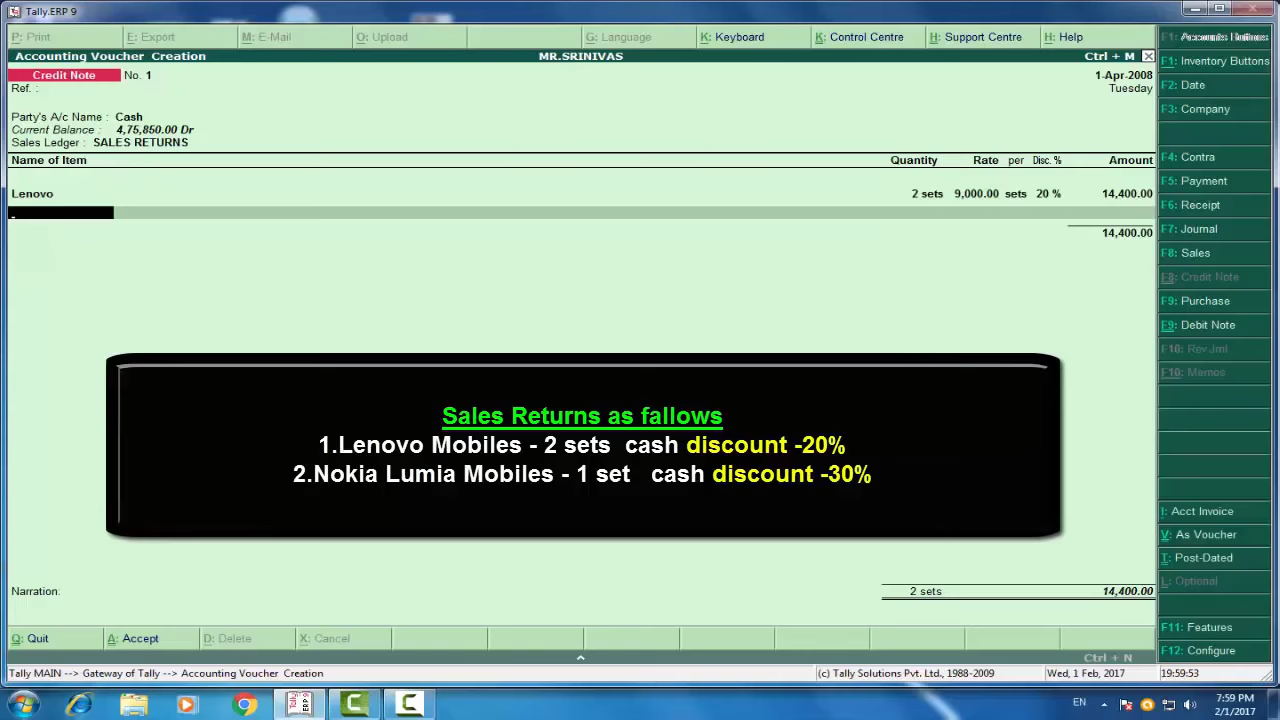 Tally.ERP 9
P: Print E: Export M: E-Mail O: Upload G: Language K: Keyboard K: Control Centre H: Support Centre H: Help
Accounting Voucher Creation MR.SRINIVAS Ctrl + M
Credit Note No. 1 1-Apr-2008
Ref. : Tuesday
Party's A/c Name : Cash
Current Balance : 4,75,850.00 Dr
Sales Ledger : SALES RETURNS
Name of Item Quantity Rate per Disc. % Amount
Lenovo 2 sets 9,000.00 sets 20 % 14,400.00
14,400.00
Sales Returns as fallows
1.Lenovo Mobiles - 2 sets cash discount -20%
2.Nokia Lumia Mobiles - 1 set cash discount -30%
Narration: 2 sets 14,400.00
Q: Quit A: Accept D: Delete X: Cancel
Ctrl + N
Tally MAIN --> Gateway of Tally --> Accounting Voucher Creation (c) Tally Solutions Pvt. Ltd., 1988-2009 Wed, 1 Feb, 2017 19:59:53
F1: Inventory Buttons
F2: Date
F3: Company
F4: Contra
F5: Payment
F6: Receipt
F7: Journal
F8: Sales
F8: Credit Note
F9: Purchase
F9: Debit Note
F10: Rev Jrnl
F10: Memos
I: Acct Invoice
V: As Voucher
T: Post-Dated
L: Optional
F11: Features
F12: Configure
EN 7:59 PM
2/1/2017